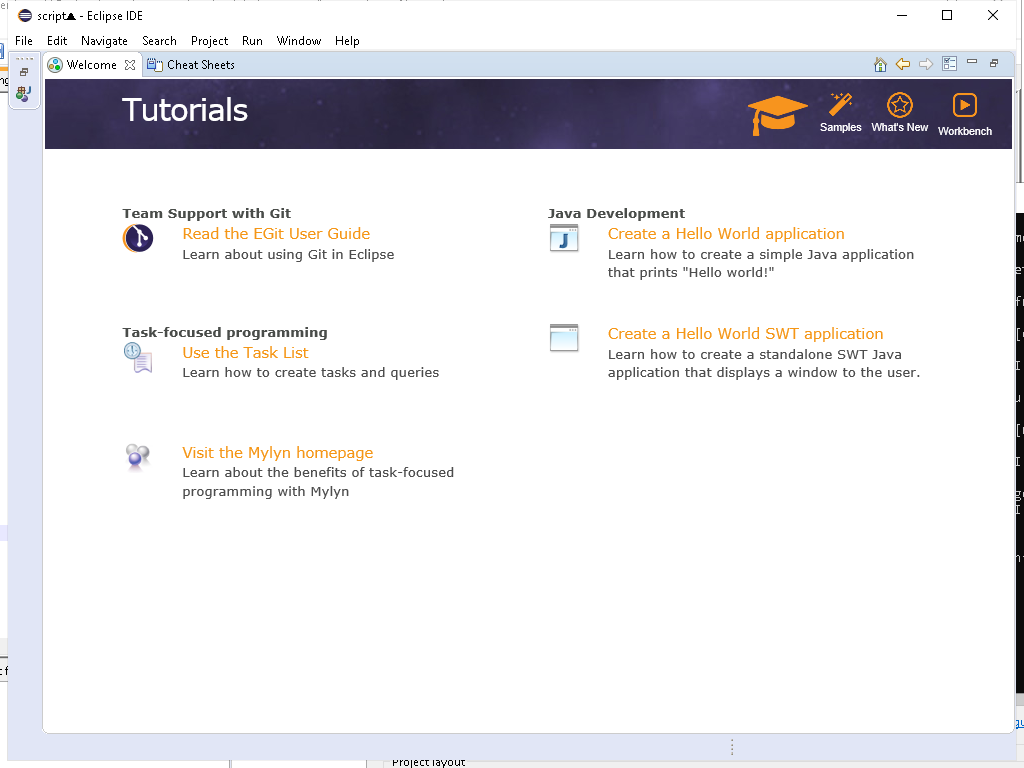 script▲ - Eclipse IDE
File Edit Navigate Search Project Run Window Help
Welcome Cheat Sheets
Tutorials
Samples What's New Workbench
Team Support with Git
Read the EGit User Guide
Learn about using Git in Eclipse
Java Development
Create a Hello World application
Learn how to create a simple Java application
that prints "Hello world!"
Task-focused programming
Use the Task List
Learn how to create tasks and queries
Create a Hello World SWT application
Learn how to create a standalone SWT Java
application that displays a window to the user.
Visit the Mylyn homepage
Learn about the benefits of task-focused
programming with Mylyn
Project layout